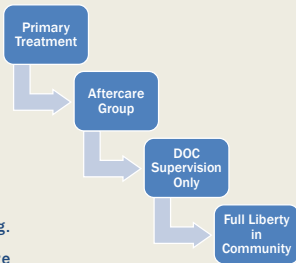 Primary
Treatment
Aftercare
Group
DOC
Supervision
Only
Full Liberty
in
Community
g.